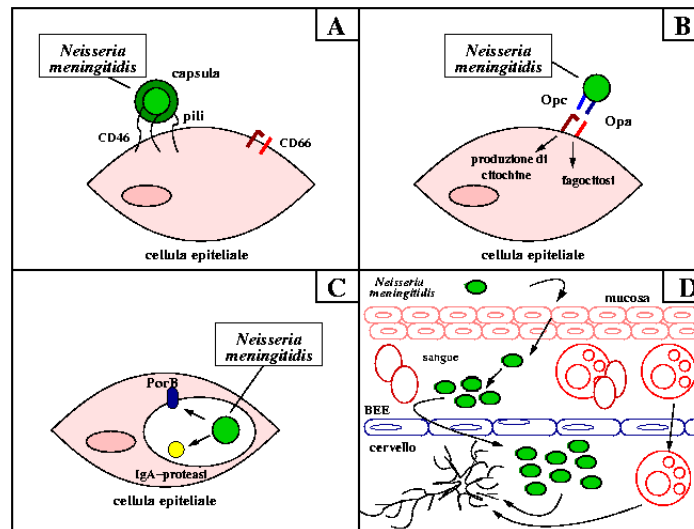 A
Neisseria
meningitidis
capsula
pili
CD46
CD66
cellula epiteliale
B
Neisseria
meningitidis
Opc
Opa
produzione di
citochine
fagocitosi
cellula epiteliale
C
Neisseria
meningitidis
PorB
IgA-proteasi
cellula epiteliale
D
Neisseria
meningitidis
mucosa
sangue
BEE
cervello